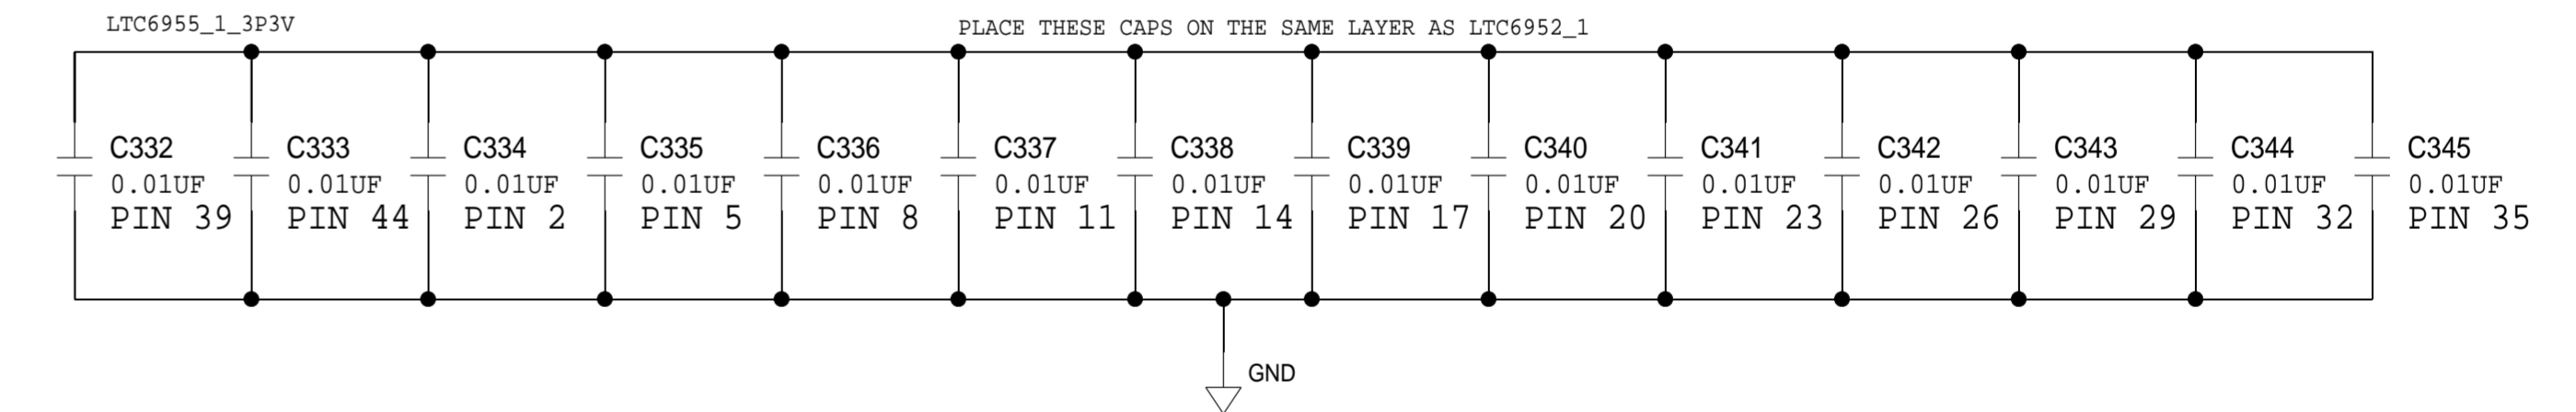 LTC6955_1_3P3V
PLACE THESE CAPS ON THE SAME LAYER AS LTC6952_1
C332
0.01UF
PIN 39
C333
0.01UF
PIN 44
C334
0.01UF
PIN 2
C335
0.01UF
PIN 5
C336
0.01UF
PIN 8
C337
0.01UF
PIN 11
C338
0.01UF
PIN 14
C339
0.01UF
PIN 17
C340
0.01UF
PIN 20
C341
0.01UF
PIN 23
C342
0.01UF
PIN 26
C343
0.01UF
PIN 29
C344
0.01UF
PIN 32
C345
0.01UF
PIN 35
GND